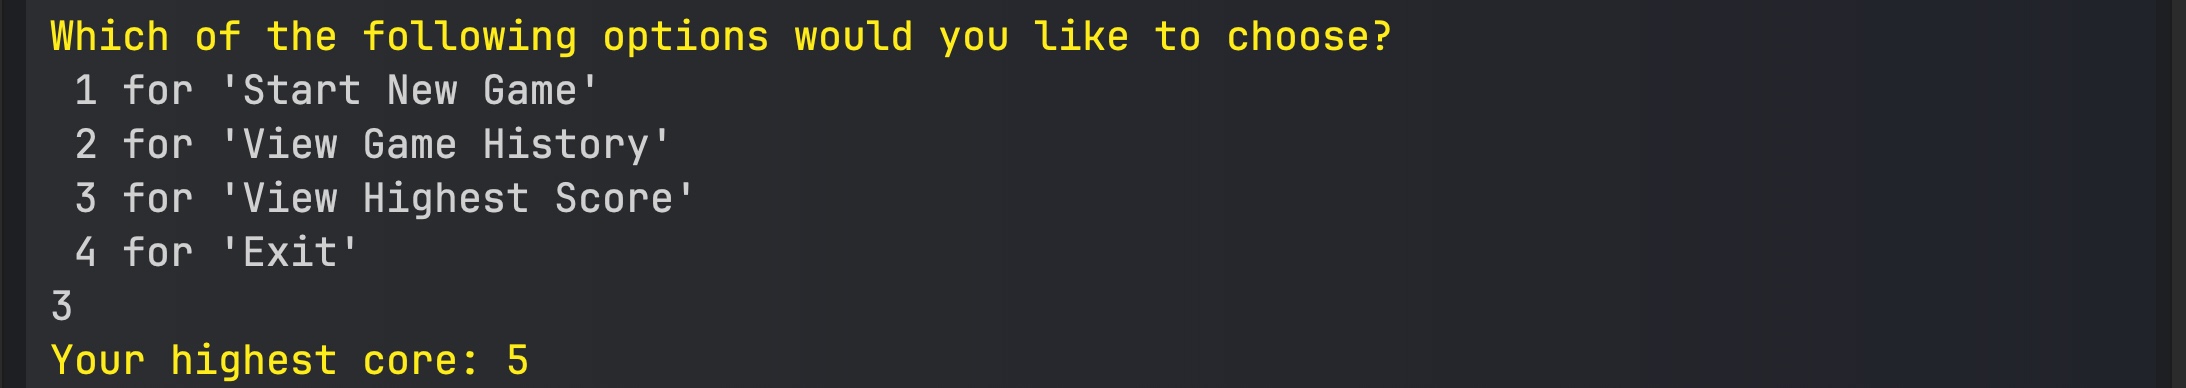 Which of the following options would you like to choose?
1 for 'Start New Game'
2 for 'View Game History'
3 for 'View Highest Score'
4 for 'Exit'
3
Your highest core: 5